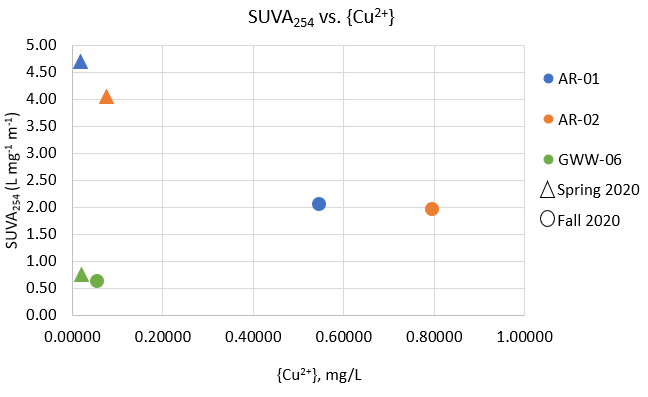 SUVA₂₅₄ vs. {Cu²⁺}
5.00
4.50
4.00
3.50
3.00
2.50
2.00
1.50
1.00
0.50
0.00
SUVA₂₅₄ (L mg⁻¹ m⁻¹)
0.00000 0.20000 0.40000 0.60000 0.80000 1.00000
{Cu²⁺}, mg/L
AR-01
AR-02
GWW-06
Spring 2020
Fall 2020